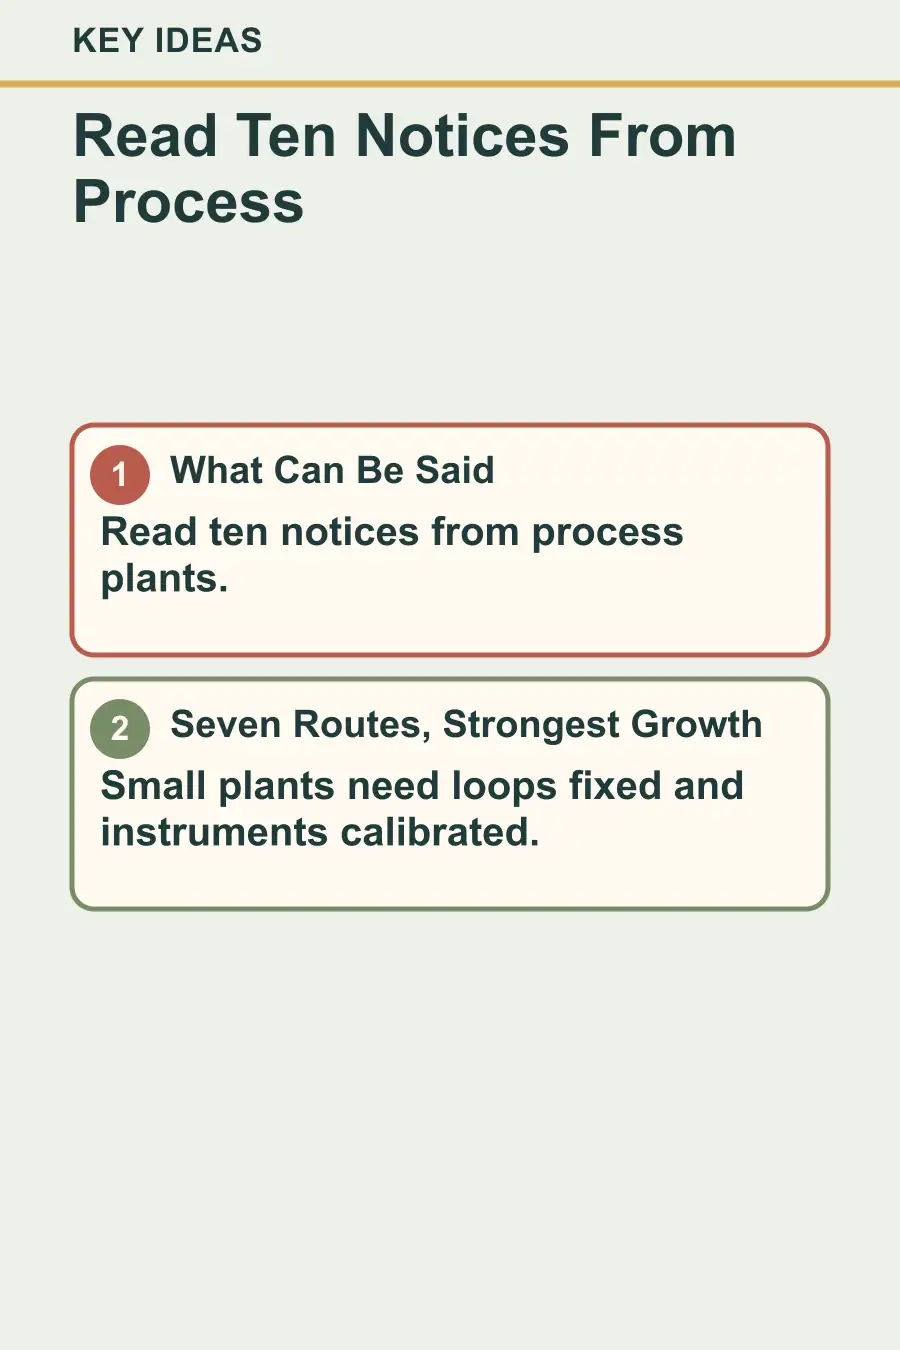 KEY IDEAS
Read Ten Notices From
Process
1 What Can Be Said
Read ten notices from process
plants.
2 Seven Routes, Strongest Growth
Small plants need loops fixed and
instruments calibrated.